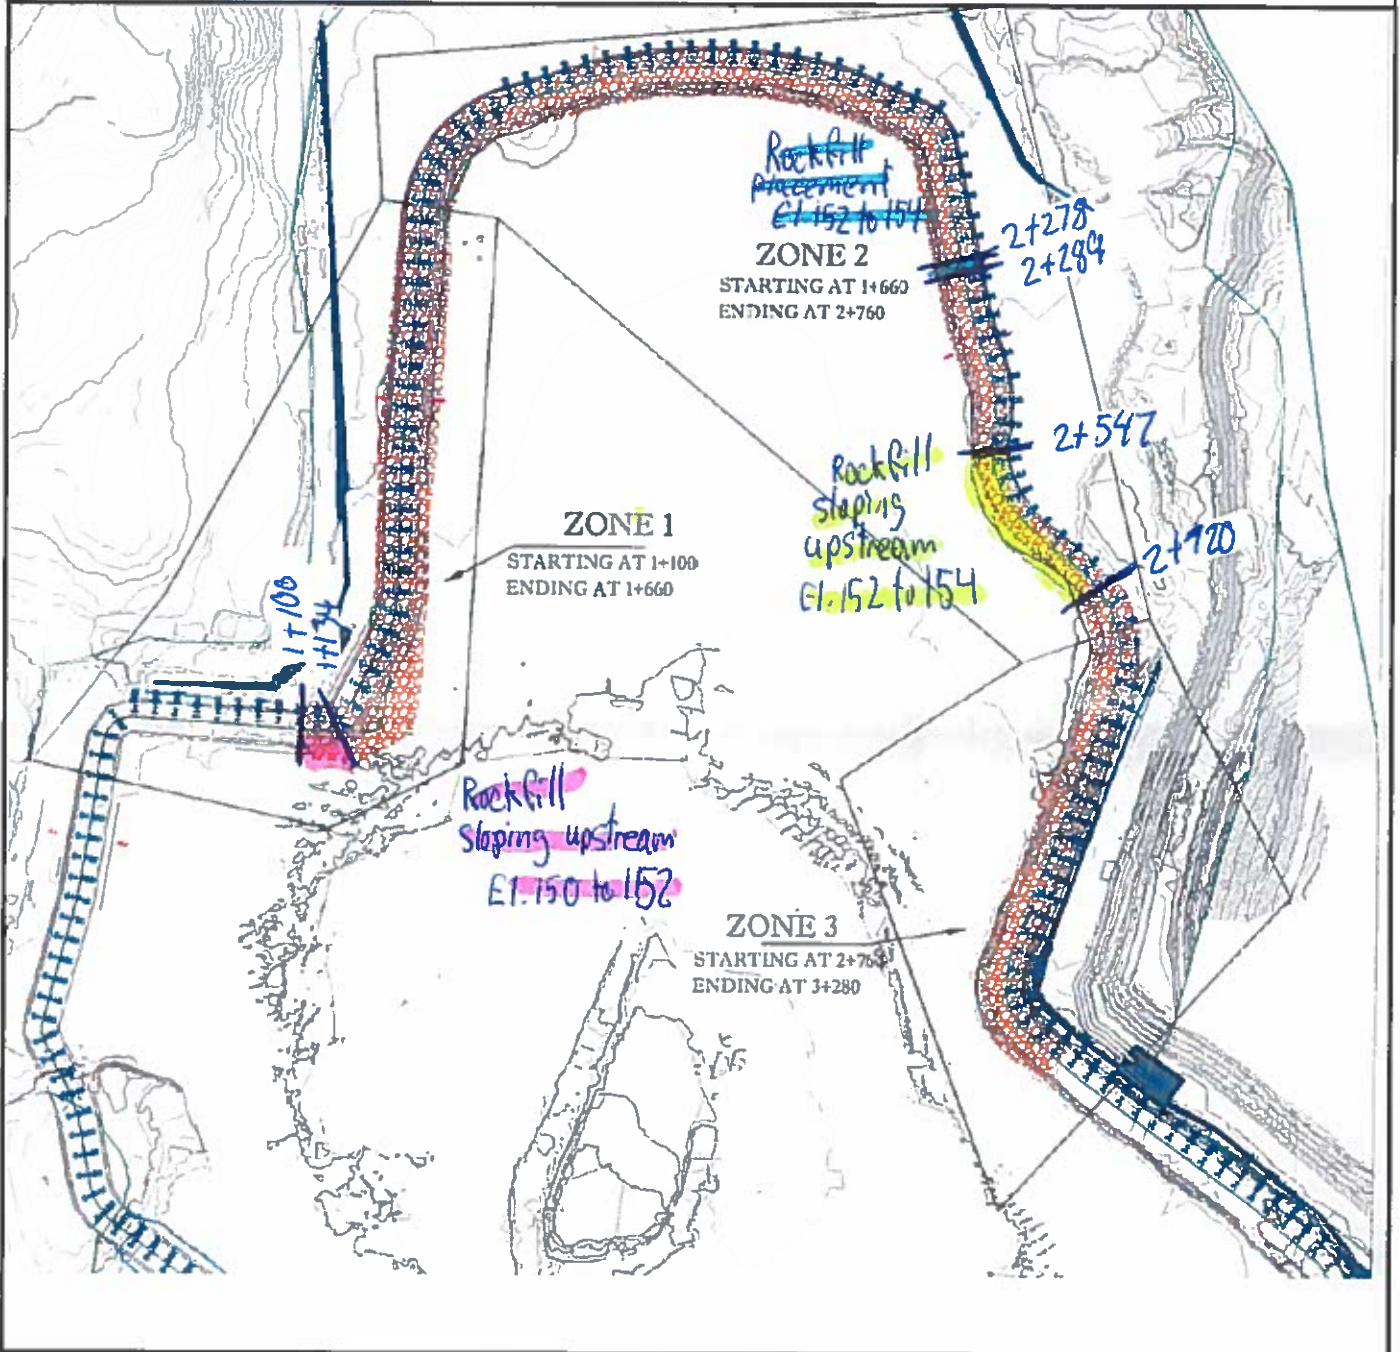 Rockfill
placement
El. 152 to 154
2+278
2+289
ZONE 2
STARTING AT 1+660
ENDING AT 2+760
2+547
Rockfill
sloping
upstream
El. 152 to 154
ZONE 1
STARTING AT 1+100
ENDING AT 1+660
2+720
1+100
1+134
Rockfill
Sloping upstream
El. 150 to 152
ZONE 3
STARTING AT 2+760
ENDING AT 3+280